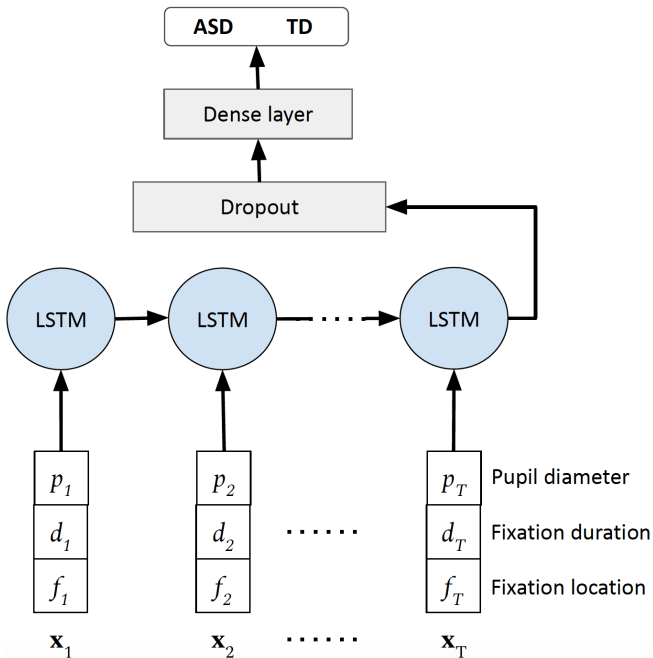 ASD TD
Dense layer
Dropout
LSTM LSTM ..... LSTM
p1 p2 pT Pupil diameter
d1 d2 ...... dT Fixation duration
f1 f2 fT Fixation location
x1 x2 ...... xT